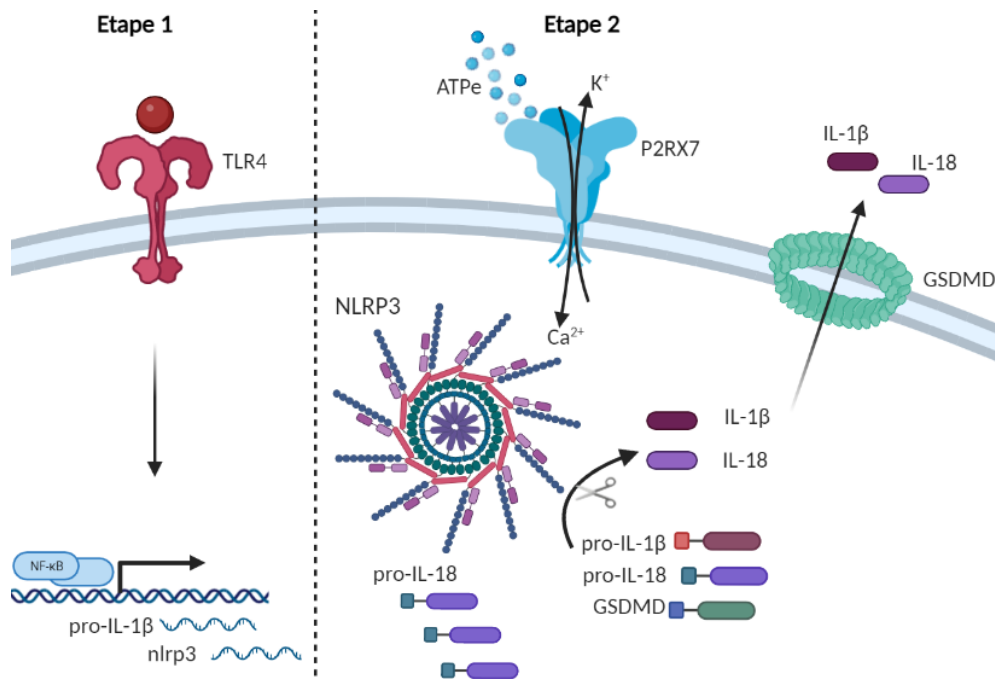 Etape 1
Etape 2
ATPe
K⁺
TLR4
P2RX7
IL-1β
IL-18
GSDMD
NLRP3
Ca²⁺
IL-1β
IL-18
NF-κB
pro-IL-1β
nlrp3
pro-IL-18
pro-IL-1β
pro-IL-18
GSDMD